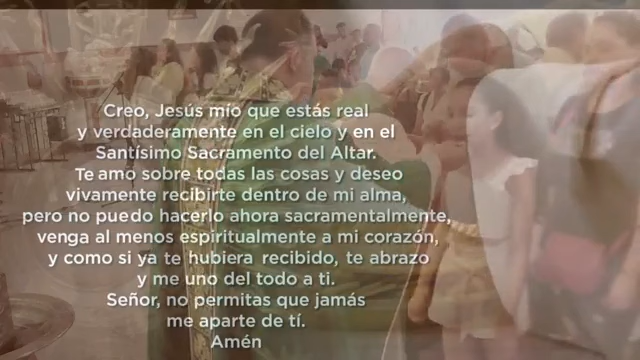 Creo, Jesús mío que estás real
y verdaderamente en el cielo y en el
Santísimo Sacramento del Altar.
Te amo sobre todas las cosas y deseo
vivamente recibirte dentro de mi alma,
pero no puedo hacerlo ahora sacramentalmente,
venga al menos espiritualmente a mi corazón,
y como si ya te hubiera recibido, te abrazo
y me uno del todo a ti.
Señor, no permitas que jamás
me aparte de tí.
Amén